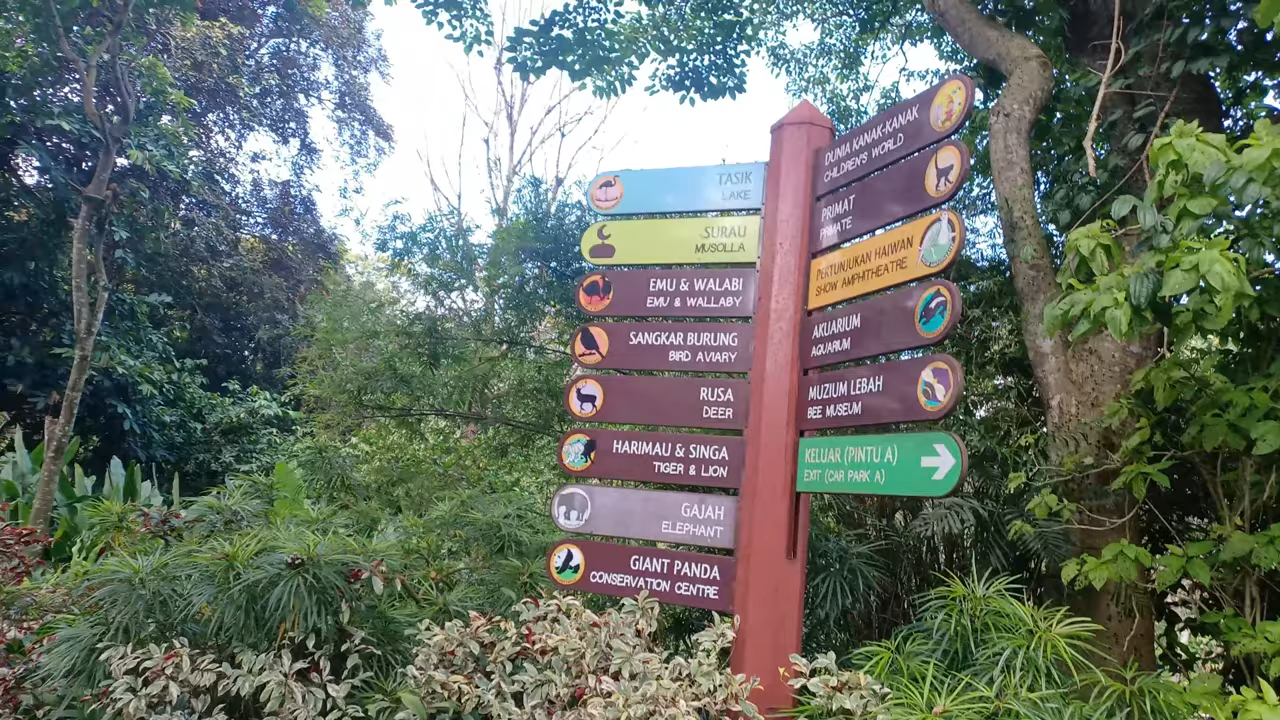 TASIK
LAKE
SURAU
MUSOLLA
EMU & WALABI
EMU & WALLABY
SANGKAR BURUNG
BIRD AVIARY
RUSA
DEER
HARIMAU & SINGA
TIGER & LION
GAJAH
ELEPHANT
GIANT PANDA
CONSERVATION CENTRE
DUNIA KANAK-KANAK
CHILDREN'S WORLD
PRIMAT
PRIMATE
PERTUNJUKAN HAIWAN
SHOW AMPHITHEATRE
AKUARIUM
AQUARIUM
MUZIUM LEBAH
BEE MUSEUM
KELUAR (PINTU A)
EXIT (CAR PARK A)